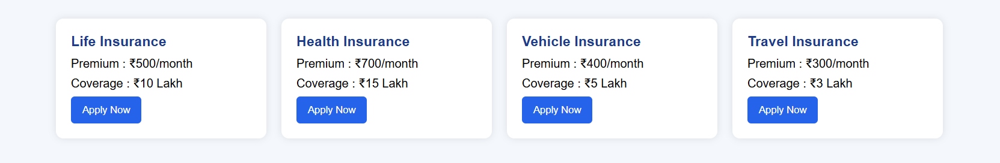 Life Insurance
Premium : ₹500/month
Coverage : ₹10 Lakh
Apply Now
Health Insurance
Premium : ₹700/month
Coverage : ₹15 Lakh
Apply Now
Vehicle Insurance
Premium : ₹400/month
Coverage : ₹5 Lakh
Apply Now
Travel Insurance
Premium : ₹300/month
Coverage : ₹3 Lakh
Apply Now